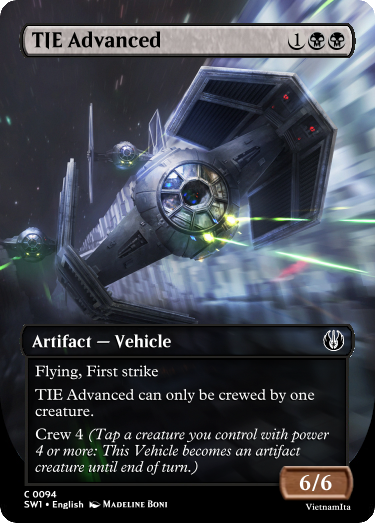 TIE Advanced 1
Artifact — Vehicle
Flying, First strike
TIE Advanced can only be crewed by one
creature.
Crew 4 (Tap a creature you control with power
4 or more: This Vehicle becomes an artifact
creature until end of turn.)
6/6
C 0094
SW1 • English Madeline Boni
VietnamIta